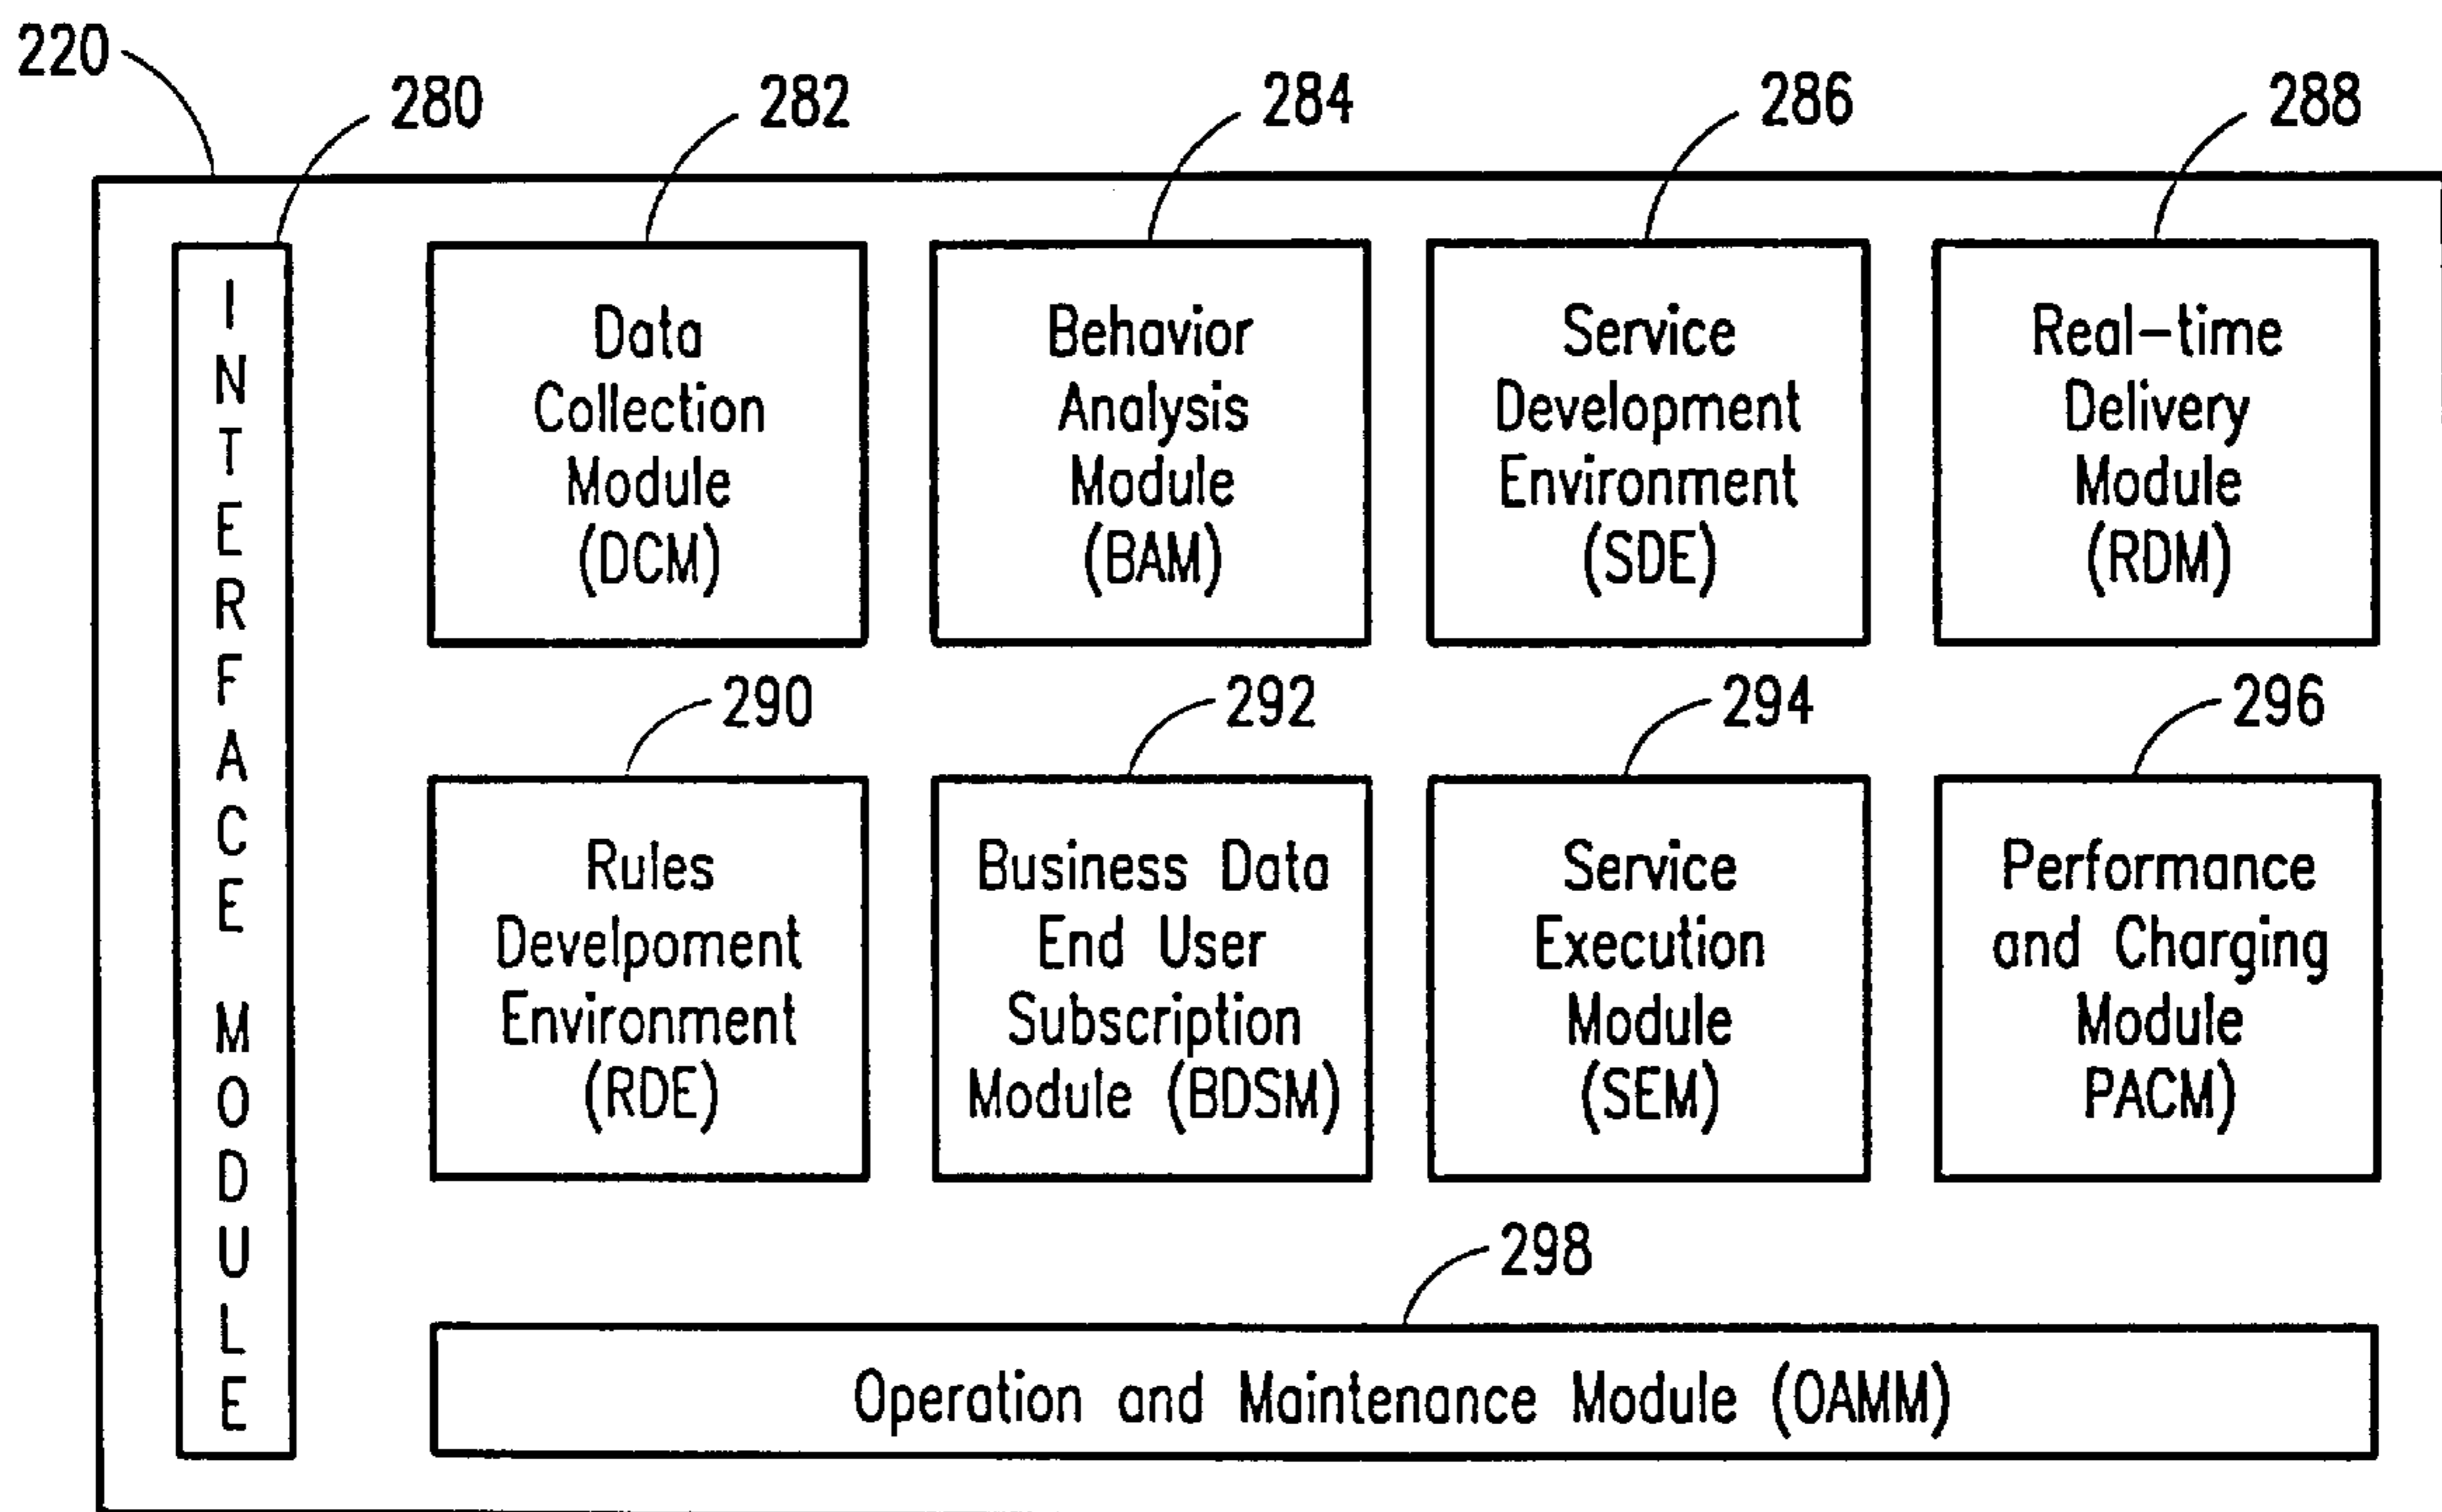 220
280
282
284
286
288
INTERFACE MODULE
Data
Collection
Module
(DCM)
Behavior
Analysis
Module
(BAM)
Service
Development
Environment
(SDE)
Real-time
Delivery
Module
(RDM)
290
292
294
296
Rules
Develpoment
Environment
(RDE)
Business Data
End User
Subscription
Module (BDSM)
Service
Execution
Module
(SEM)
Performance
and Charging
Module
PACM)
298
Operation and Maintenance Module (OAMM)